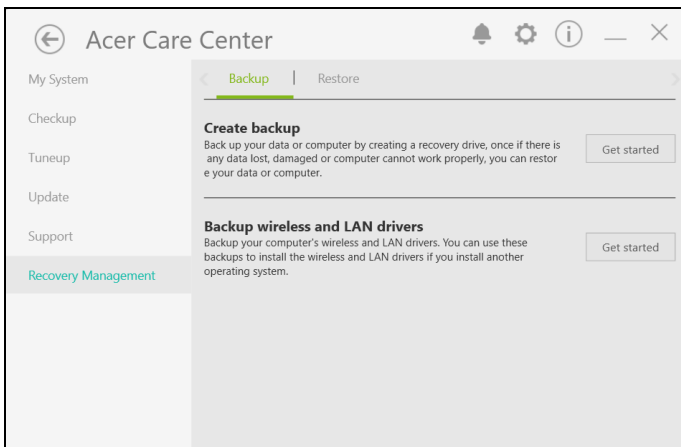 Acer Care Center
My System
Checkup
Tuneup
Update
Support
Recovery Management
Backup | Restore
Create backup
Back up your data or computer by creating a recovery drive, once if there is
any data lost, damaged or computer cannot work properly, you can restor
e your data or computer.
Get started
Backup wireless and LAN drivers
Backup your computer's wireless and LAN drivers. You can use these
backups to install the wireless and LAN drivers if you install another
operating system.
Get started